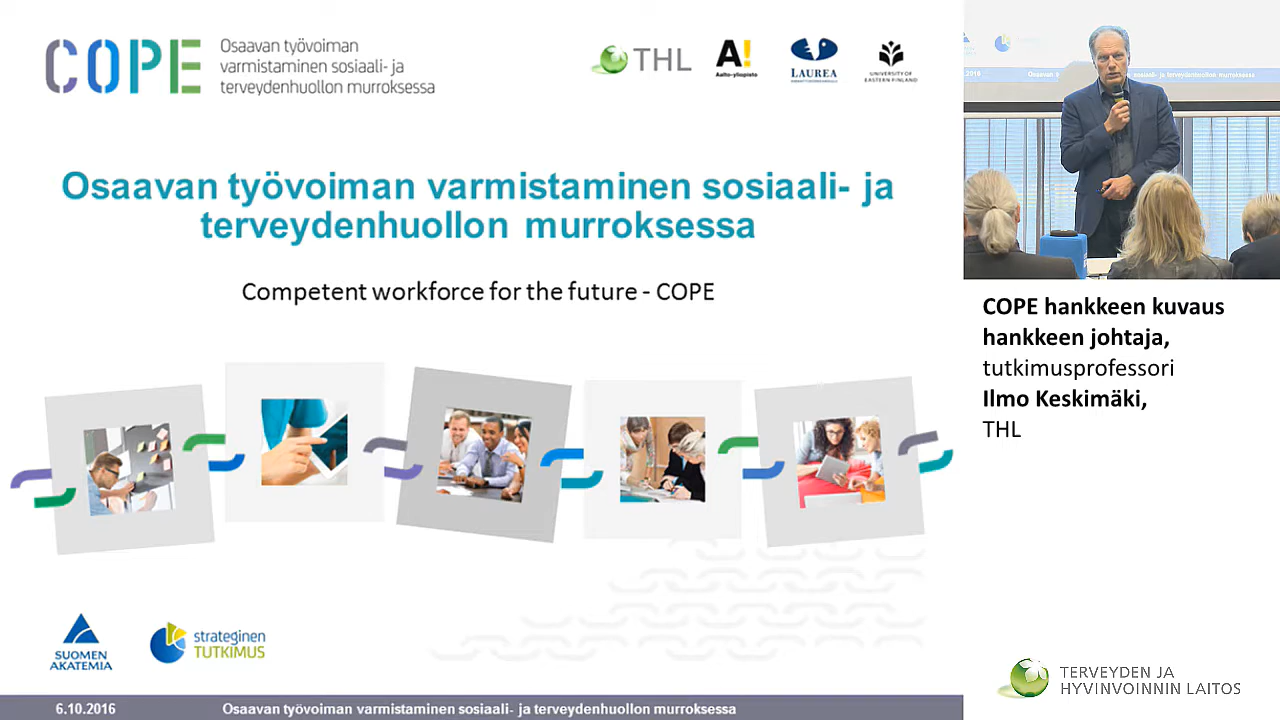 COPE
Osaavan työvoiman
varmistaminen sosiaali- ja
terveydenhuollon murroksessa
THL
A!
Aalto-yliopisto
LAUREA
UNIVERSITY OF
EASTERN FINLAND
Osaavan työvoiman varmistaminen sosiaali- ja
terveydenhuollon murroksessa
Competent workforce for the future - COPE
COPE hankkeen kuvaus
hankkeen johtaja,
tutkimusprofessori
Ilmo Keskimäki,
THL
SUOMEN
AKATEMIA
strateginen
TUTKIMUS
TERVEYDEN JA
HYVINVOINNIN LAITOS
6.10.2016 Osaavan työvoiman varmistaminen sosiaali- ja terveydenhuollon murroksessa